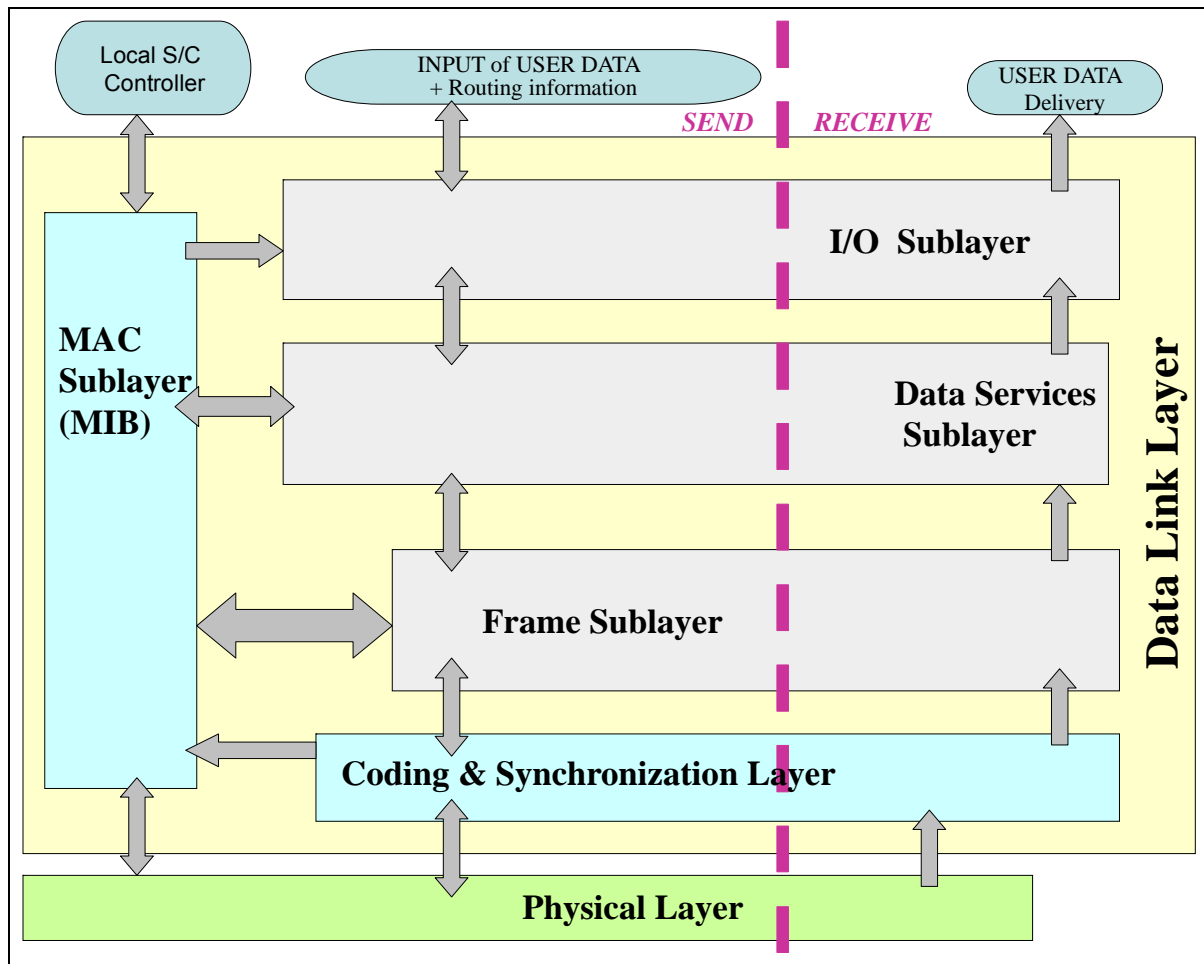 Local S/C
Controller
INPUT of USER DATA
+ Routing information
USER DATA
Delivery
SEND
RECEIVE
I/O Sublayer
MAC
Sublayer
(MIB)
Data Services
Sublayer
Data Link Layer
Frame Sublayer
Coding & Synchronization Layer
Physical Layer